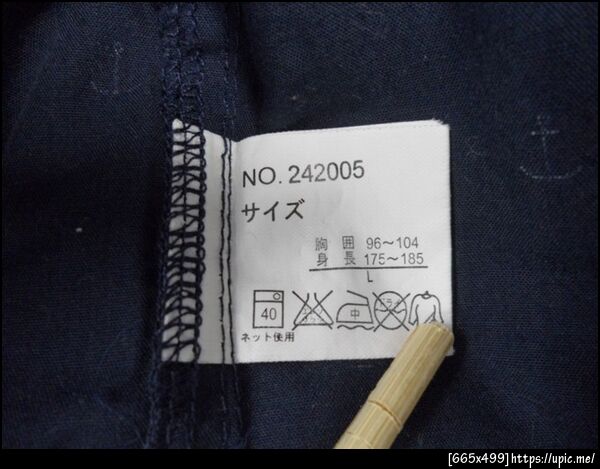 NO. 242005
サイズ
胸 囲 96〜104
身 長 175〜185
L
40 中
ネット使用
[665x499]https://upic.me/